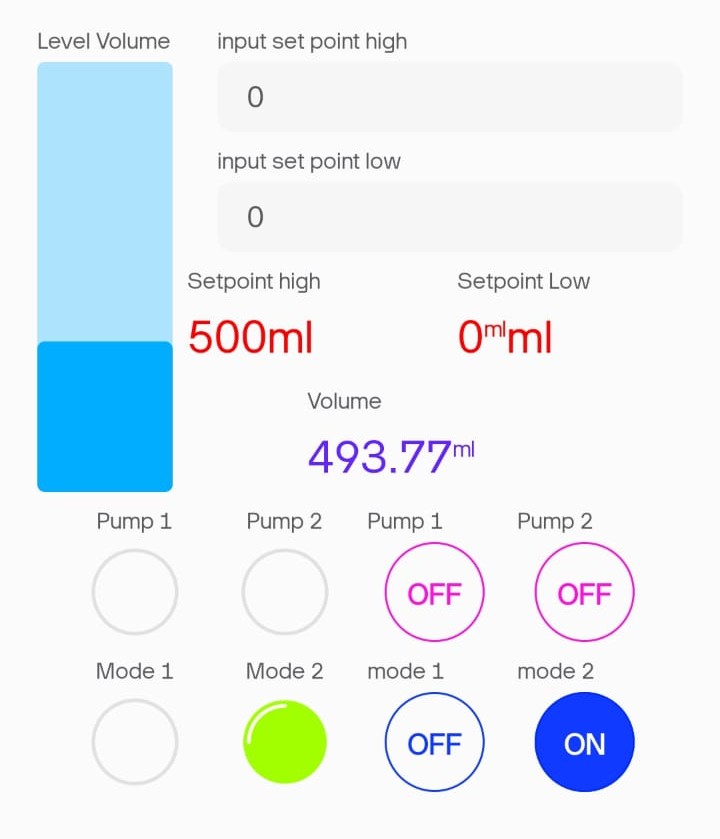 Level Volume
input set point high
0
input set point low
0
Setpoint high
Setpoint Low
500ml
0mlml
Volume
493.77ml
Pump 1
Pump 2
Pump 1
Pump 2
OFF
OFF
Mode 1
Mode 2
mode 1
mode 2
OFF
ON